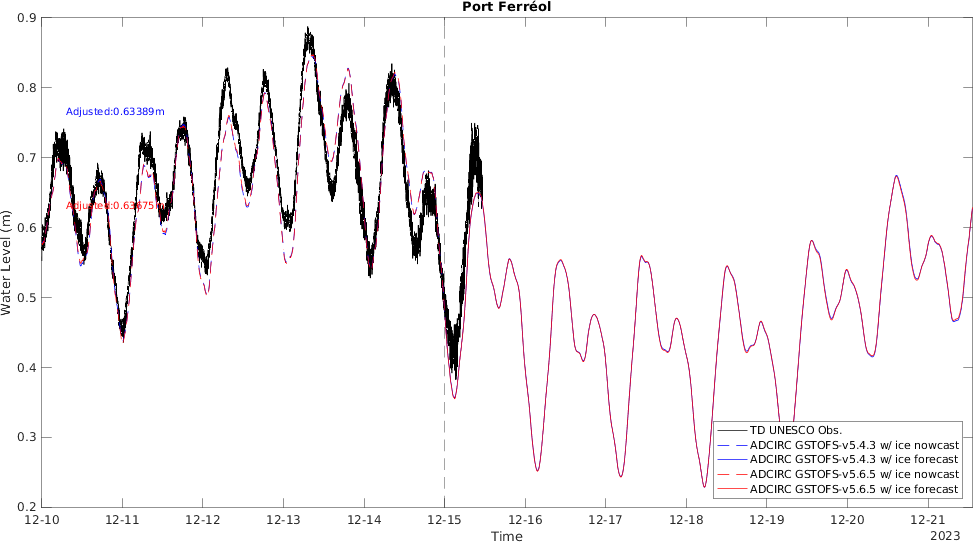 Port Ferréol
0.9
0.8
0.7
0.6
0.5
0.4
0.3
0.2
Water Level (m)
Adjusted:0.63389m
Adjusted:0.63675m
TD UNESCO Obs.
ADCIRC GSTOFS-v5.4.3 w/ ice nowcast
ADCIRC GSTOFS-v5.4.3 w/ ice forecast
ADCIRC GSTOFS-v5.6.5 w/ ice nowcast
ADCIRC GSTOFS-v5.6.5 w/ ice forecast
12-10 12-11 12-12 12-13 12-14 12-15 12-16 12-17 12-18 12-19 12-20 12-21
Time
2023